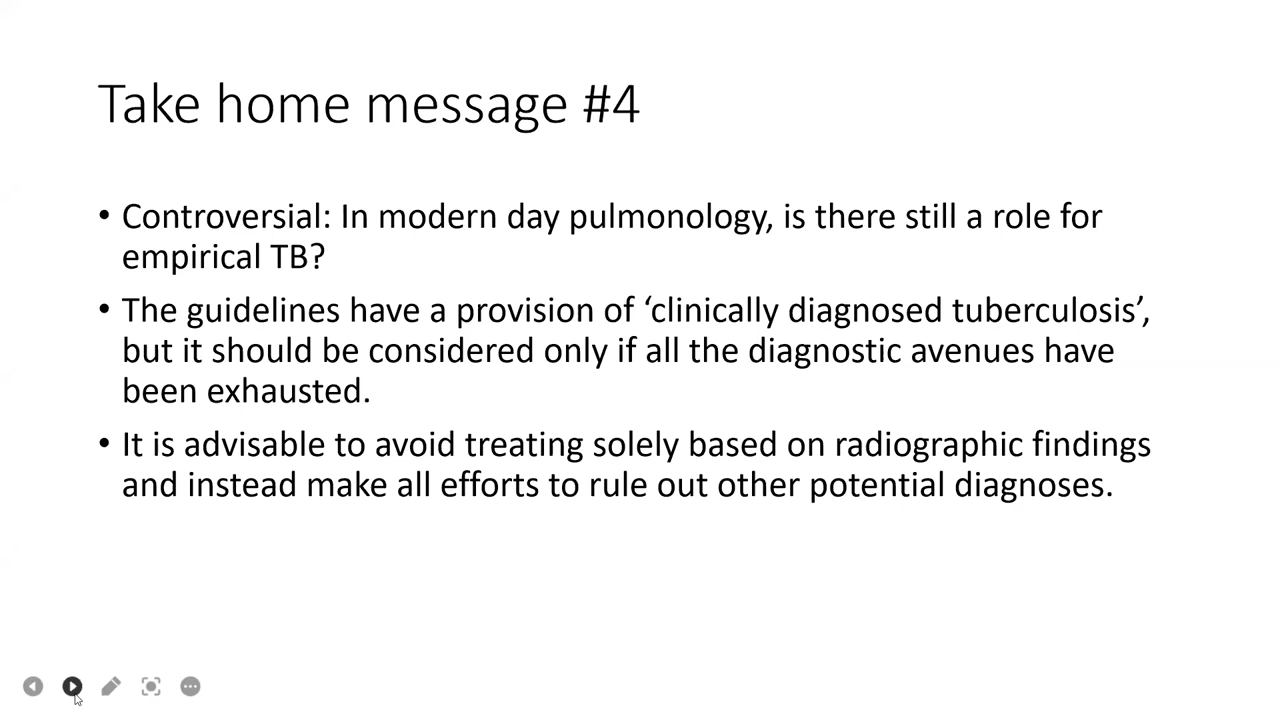 Take home message #4
• Controversial: In modern day pulmonology, is there still a role for
empirical TB?
• The guidelines have a provision of ‘clinically diagnosed tuberculosis’,
but it should be considered only if all the diagnostic avenues have
been exhausted.
• It is advisable to avoid treating solely based on radiographic findings
and instead make all efforts to rule out other potential diagnoses.